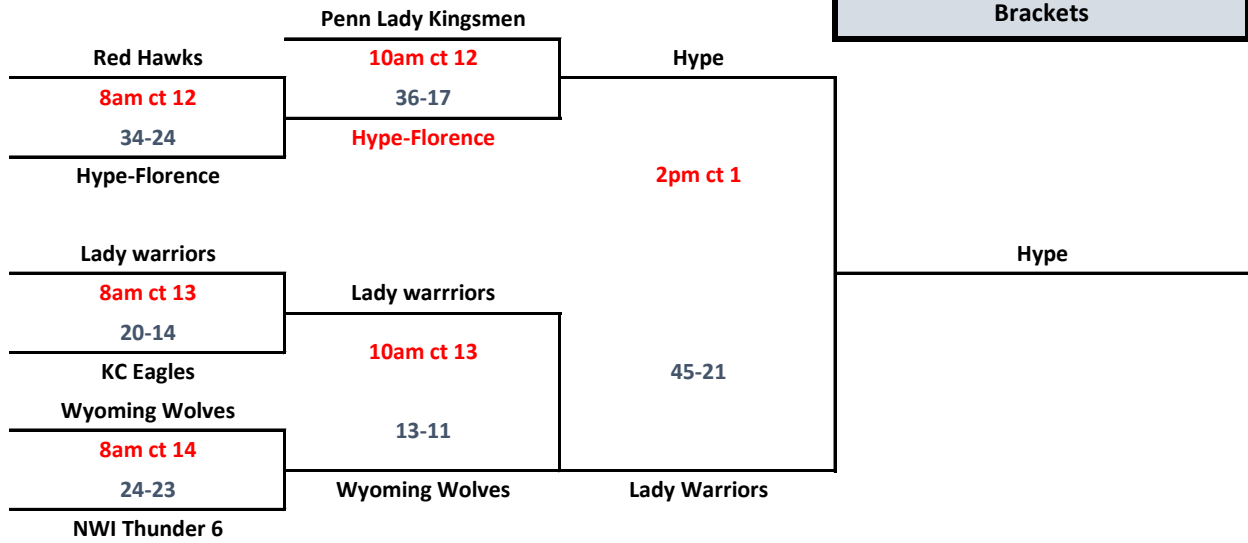 Brackets
Penn Lady Kingsmen
Red Hawks
10am ct 12
Hype
8am ct 12
36-17
34-24
Hype-Florence
Hype-Florence
2pm ct 1
Lady warriors
Hype
8am ct 13
Lady warrriors
20-14
10am ct 13
KC Eagles
45-21
Wyoming Wolves
13-11
8am ct 14
24-23
Wyoming Wolves
Lady Warriors
NWI Thunder 6